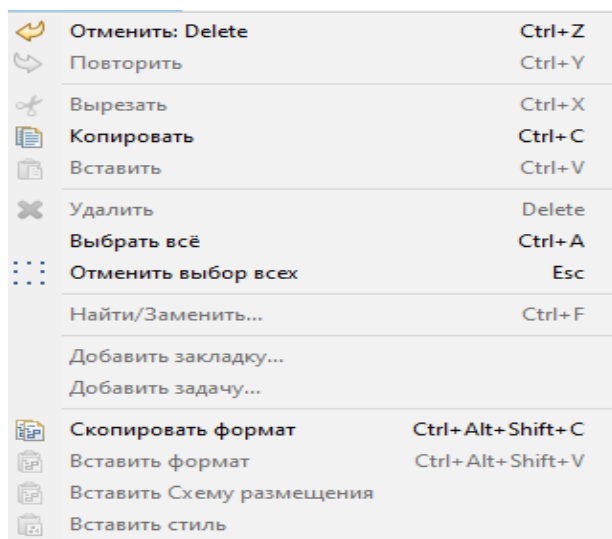 Отменить: Delete Ctrl+Z
Повторить Ctrl+Y
Вырезать Ctrl+X
Копировать Ctrl+C
Вставить Ctrl+V
Удалить Delete
Выбрать всё Ctrl+A
Отменить выбор всех Esc
Найти/Заменить... Ctrl+F
Добавить закладку...
Добавить задачу...
Скопировать формат Ctrl+Alt+Shift+C
Вставить формат Ctrl+Alt+Shift+V
Вставить Схему размещения
Вставить стиль